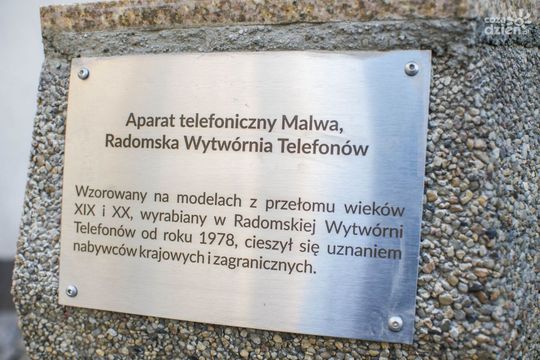 Aparat telefoniczny Malwa,
Radomska Wytwórnia Telefonów
Wzorowany na modelach z przełomu wieków
XIX i XX, wyrabiany w Radomskiej Wytwórni
Telefonów od roku 1978, cieszył się uznaniem
nabywców krajowych i zagranicznych.